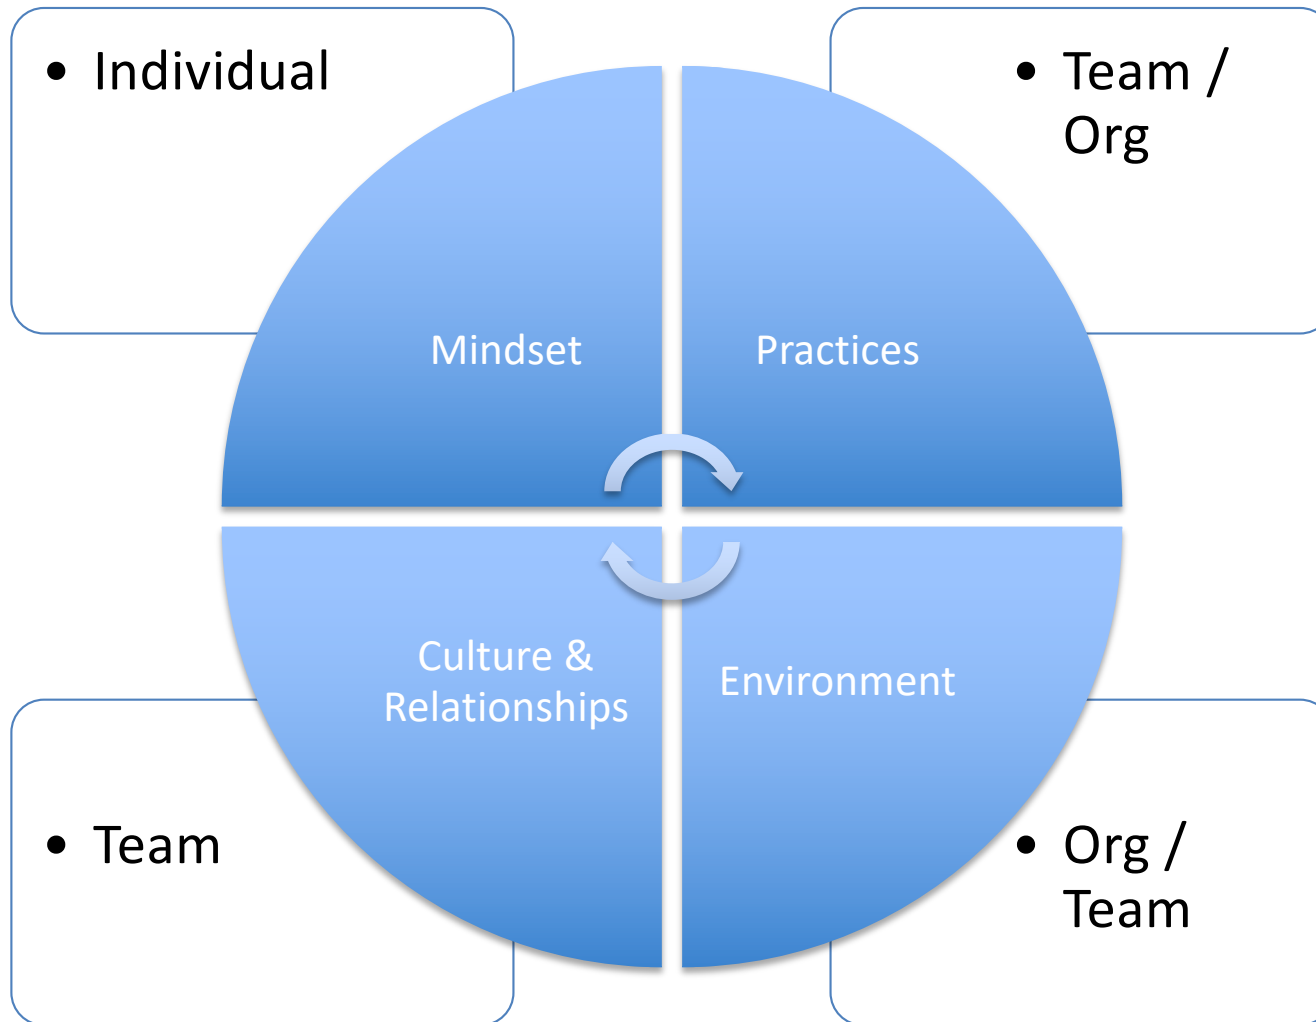 • Individual
• Team /
Org
Mindset
Practices
Culture &
Relationships
Environment
• Team
• Org /
Team